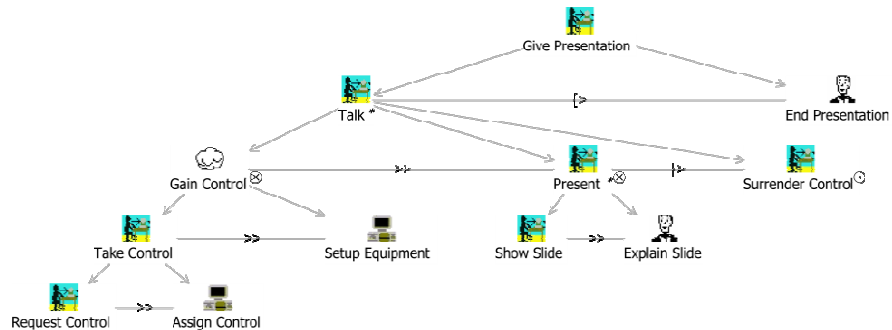 Give Presentation
Talk *
[>
End Presentation
Gain Control
>>
Present *
|>
Surrender Control
Take Control
>>
Setup Equipment
Show Slide
>>
Explain Slide
Request Control
>>
Assign Control